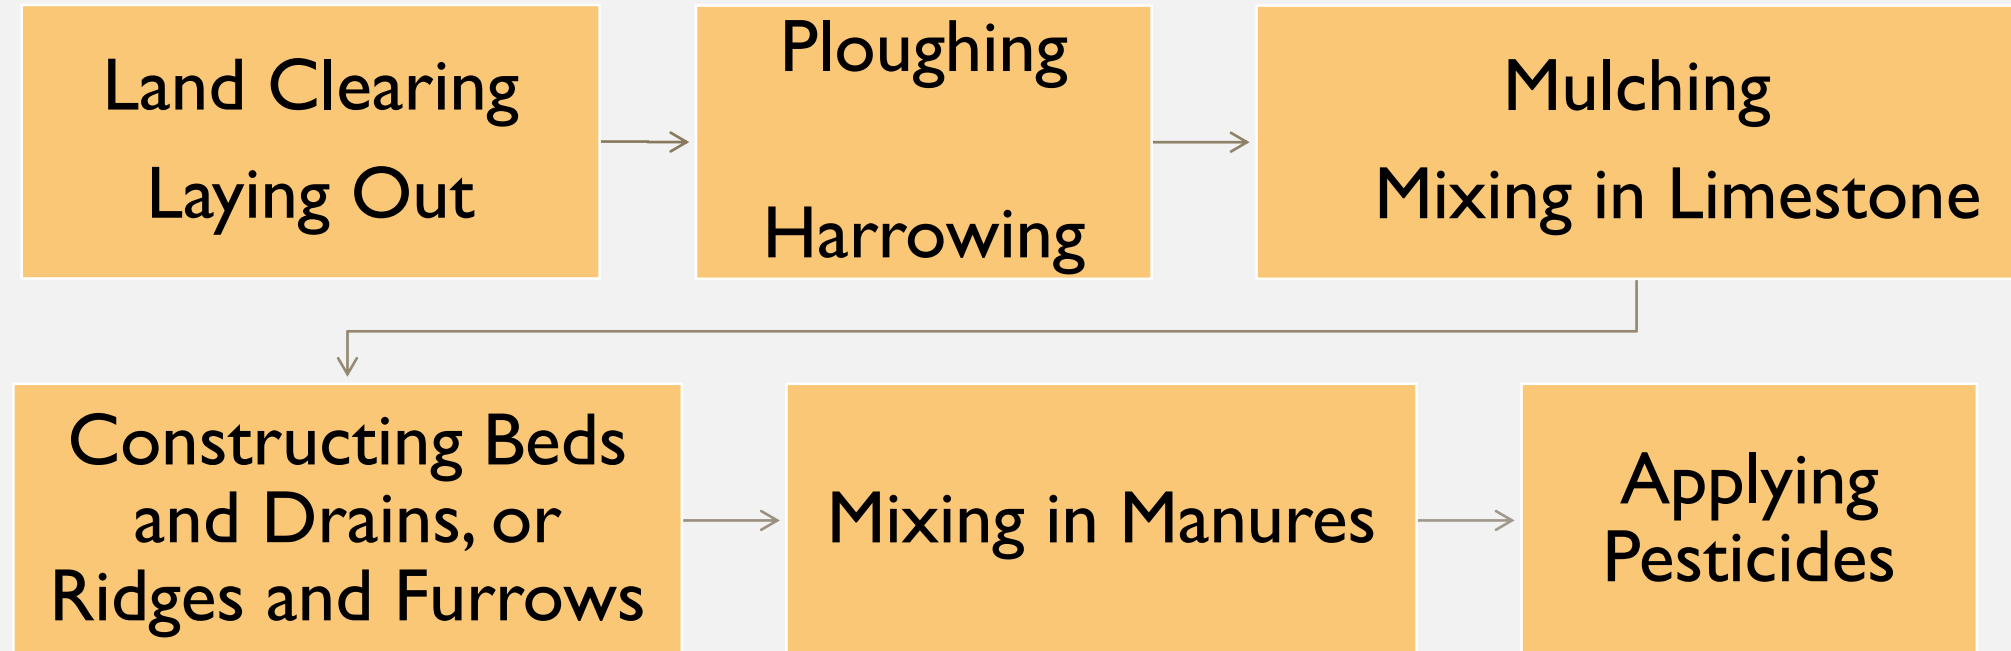 Land Clearing
Laying Out
Ploughing
Harrowing
Mulching
Mixing in Limestone
Constructing Beds
and Drains, or
Ridges and Furrows
Mixing in Manures
Applying
Pesticides